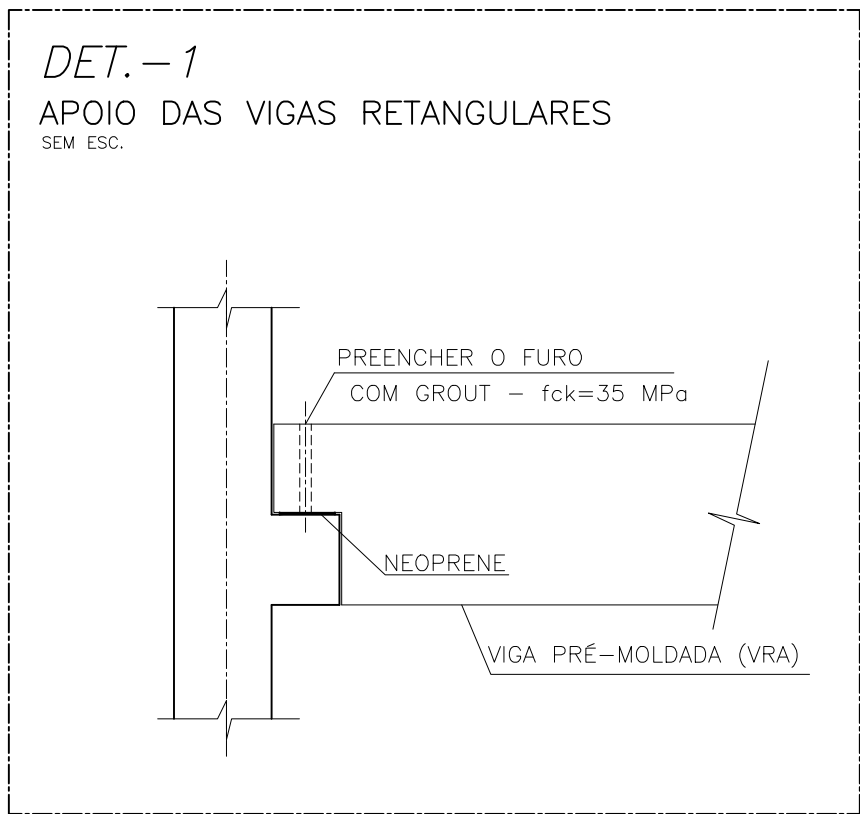 DET.-1
APOIO DAS VIGAS RETANGULARES
SEM ESC.
PREENCHER O FURO
COM GROUT - fck=35 MPa
NEOPRENE
VIGA PRÉ-MOLDADA (VRA)